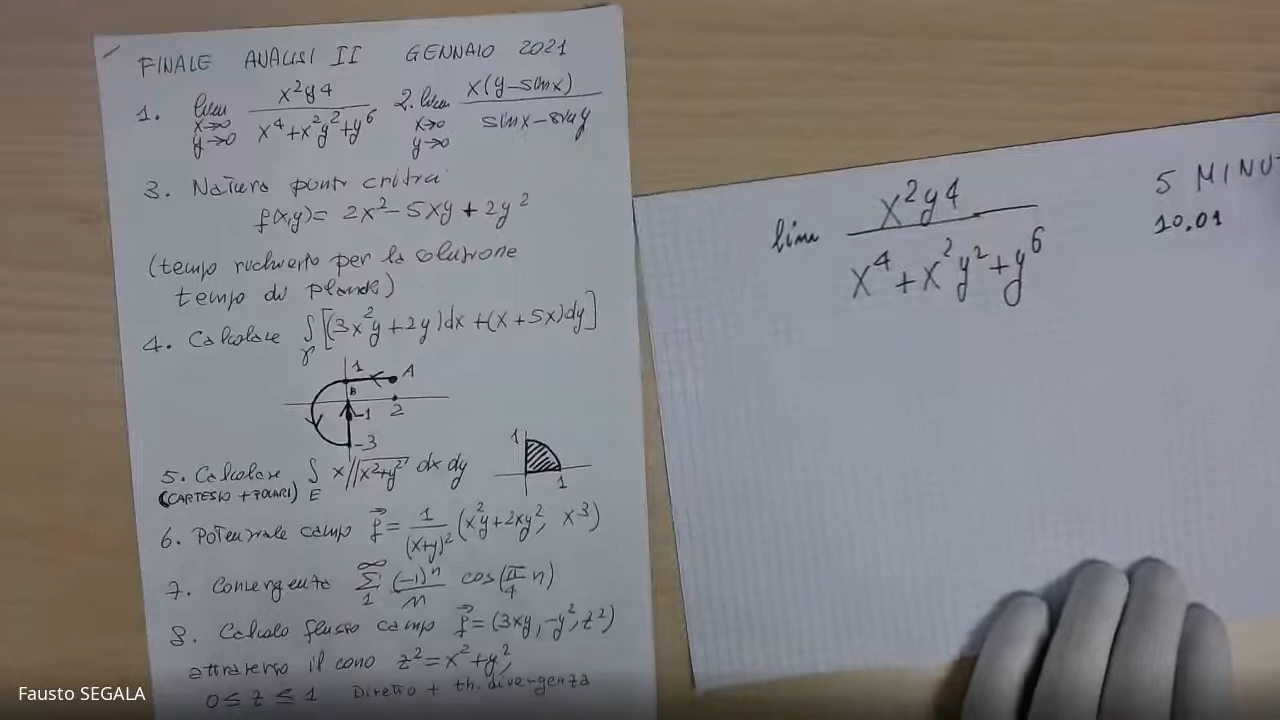 FINALE ANALISI II GENNAIO 2021
1. lim x→0 y→0 x²y⁴ / x⁴+x²y²+y⁶ 2. lim x→0 y→0 x(y-sinx) / sinx-siny
3. Natura punti critici
f(x,y)= 2x²-5xy+2y²
(tempo richiesto per la soluzione
tempo di)
4. Calcolare ∫γ [(3x²y+2y)dx+(x+5x)dy]
1 A
B
-1 2
-3
5. Calcolare ∫E x/√x²+y² dx dy 1
(CARTESIO + POLARI) 1
6. Potenziale campo f⃗= 1/(x+y)² (x²y+2xy², x³)
7. Convergenza ∑₁^∞ (-1)ⁿ/n cos(π/4 n)
8. Calcolo flusso campo f⃗=(3xy, -y², z²)
attraverso il cono z²=x²+y²,
0≤z≤1 Diretto + th. divergenza
5 MINU
10.01
lim x²y⁴ / x⁴+x²y²+y⁶
Fausto SEGALA